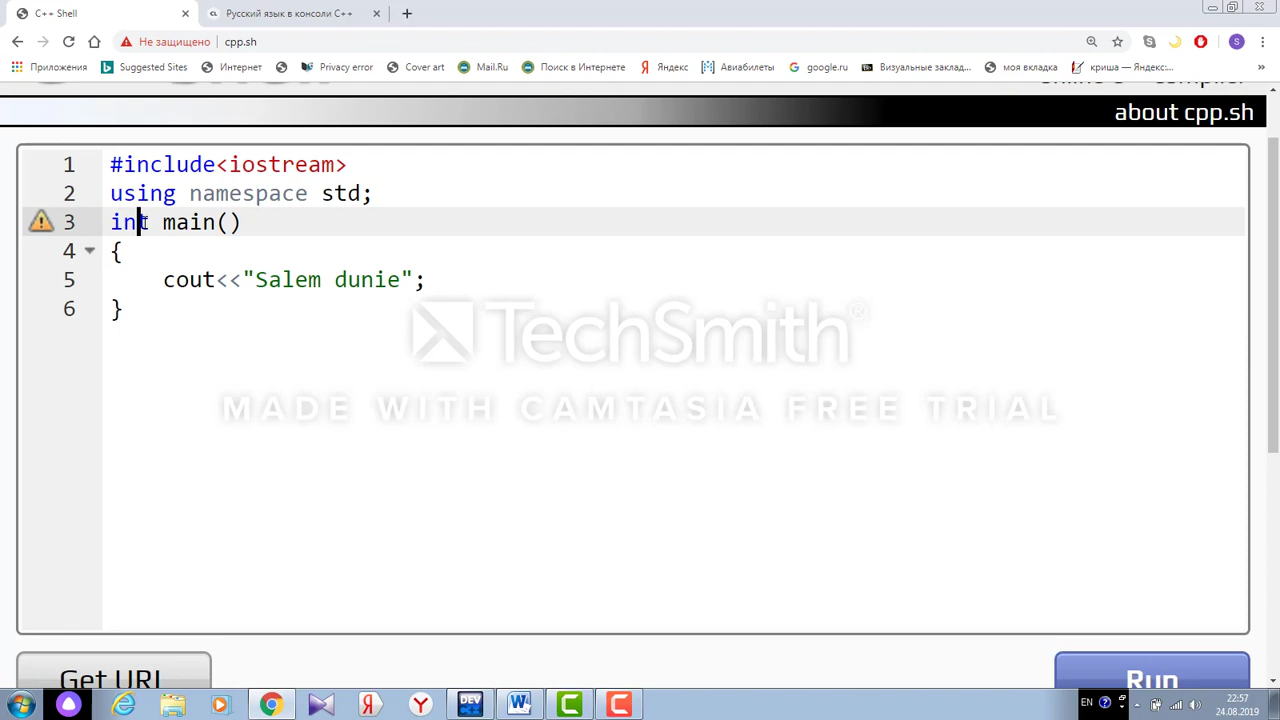 C++ Shell
Русский язык в консоли C++
Не защищено
cpp.sh
Приложения
Suggested Sites
Интернет
Privacy error
Cover art
Mail.Ru
Поиск в Интернете
Яндекс
Авиабилеты
google.ru
Визуальные заклад...
моя вкладка
криша — Яндекс:...
about cpp.sh
1 #include<iostream>
2 using namespace std;
3 int main()
4 {
5 cout<<"Salem dunie";
6 }
TechSmith®
MADE WITH CAMTASIA FREE TRIAL
Get URL
Run
EN
22:57
24.08.2019